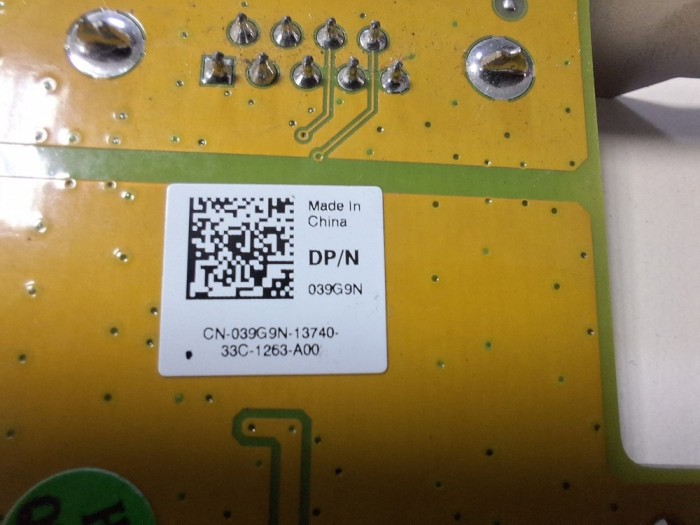 Made In
China
DP/N
039G9N
CN-039G9N-13740-
33C-1263-A00
H